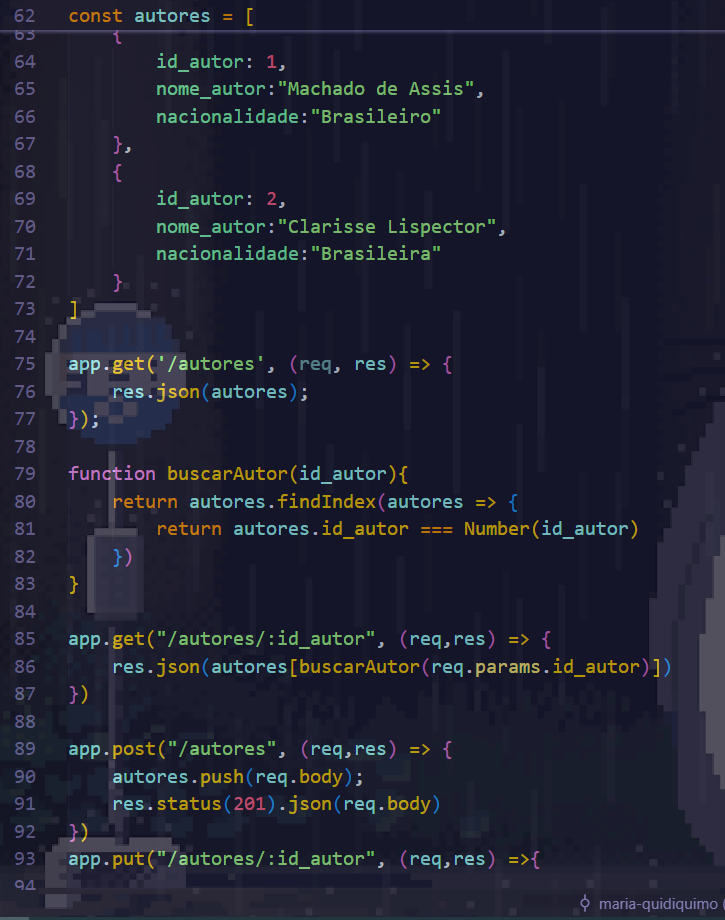 62 const autores = [
63 {
64 id_autor: 1,
65 nome_autor:"Machado de Assis",
66 nacionalidade:"Brasileiro"
67 },
68 {
69 id_autor: 2,
70 nome_autor:"Clarisse Lispector",
71 nacionalidade:"Brasileira"
72 }
73 ]
74
75 app.get('/autores', (req, res) => {
76 res.json(autores);
77 });
78
79 function buscarAutor(id_autor){
80 return autores.findIndex(autores => {
81 return autores.id_autor === Number(id_autor)
82 })
83 }
84
85 app.get("/autores/:id_autor", (req,res) => {
86 res.json(autores[buscarAutor(req.params.id_autor)])
87 })
88
89 app.post("/autores", (req,res) => {
90 autores.push(req.body);
91 res.status(201).json(req.body)
92 })
93 app.put("/autores/:id_autor", (req,res) =>{
94
maria-quidiquimo